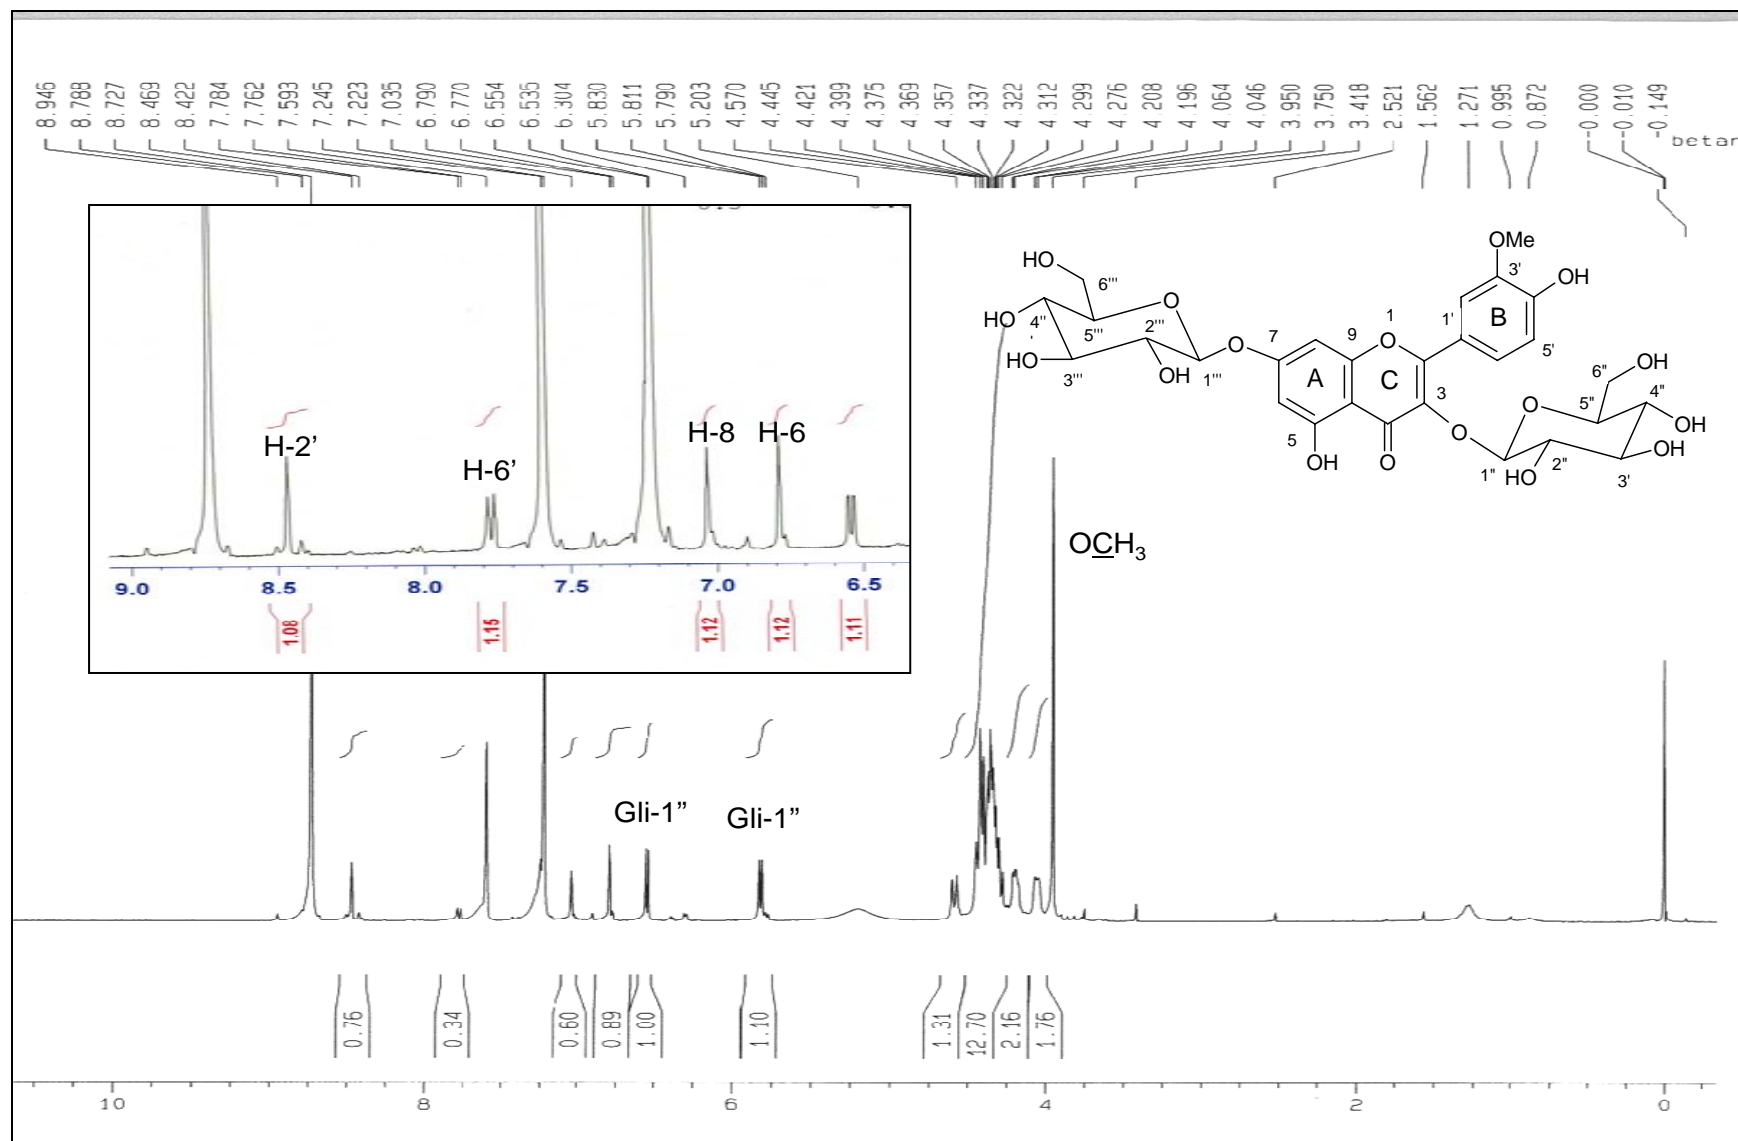 8.946 8.788 8.727 8.469 8.422 7.784 7.762 7.593 7.245 7.223 7.035 6.790 6.770 6.554 6.535 6.304 5.830 5.811 5.790 5.203 4.570 4.445 4.421 4.399 4.375 4.369 4.357 4.337 4.322 4.312 4.299 4.276 4.208 4.196 4.064 4.046 3.950 3.750 3.418 2.521 1.562 1.271 0.995 0.872 -0.000 -0.010 -0.149
betar
H-2’
H-6’
H-8
H-6
9.0 8.5 8.0 7.5 7.0 6.5
1.08 1.15 1.12 1.12 1.11
OMe
3'
OH
HO
6'''
B
1'
5'
O
1
HO
4''
5'''
2'''
O
7
9
O
HO
3'''
OH
1'''
A
C
3
6''
OH
5''
4''
O
OH
5
OH
O
O
1''
HO
2''
3'
HO
OCH3
Gli-1”
Gli-1”
0.76 0.34 0.60 0.89 1.00 1.10 1.31 12.70 2.16 1.76
10 8 6 4 2 0